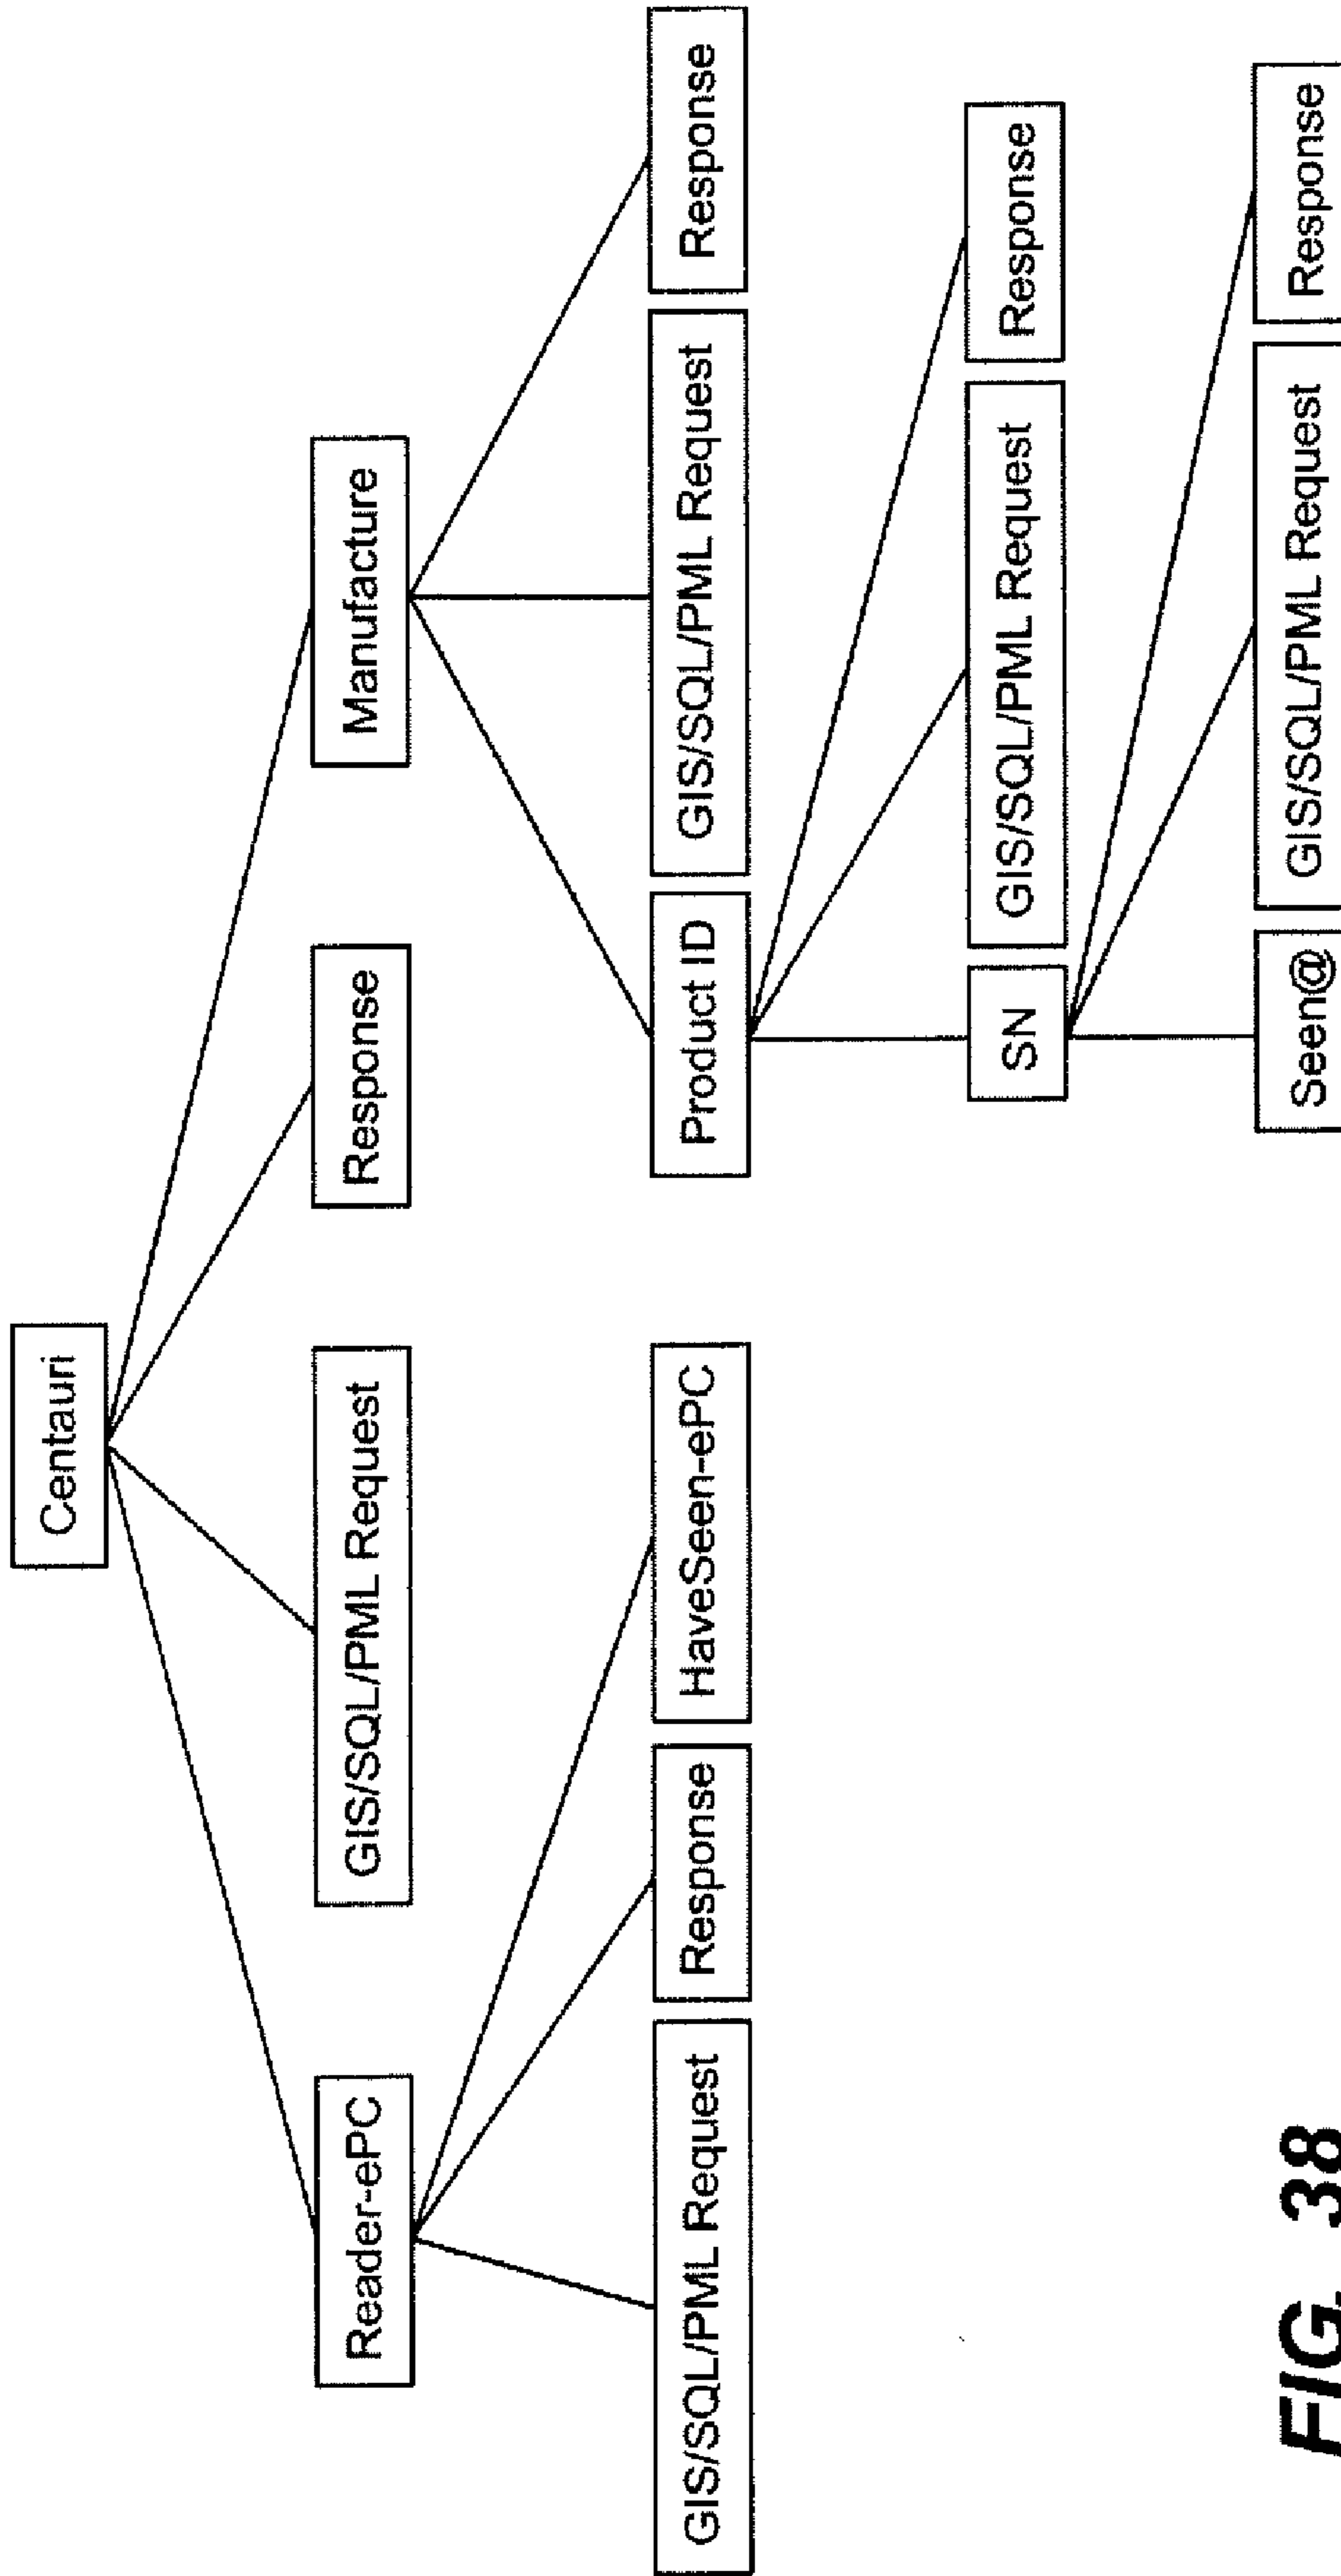 Centauri
Reader-ePC
GIS/SQL/PML Request
Response
Manufacture
GIS/SQL/PML Request
Response
HaveSeen-ePC
Product ID
GIS/SQL/PML Request
Response
SN
GIS/SQL/PML Request
Response
Seen@
GIS/SQL/PML Request
Response
FIG. 38